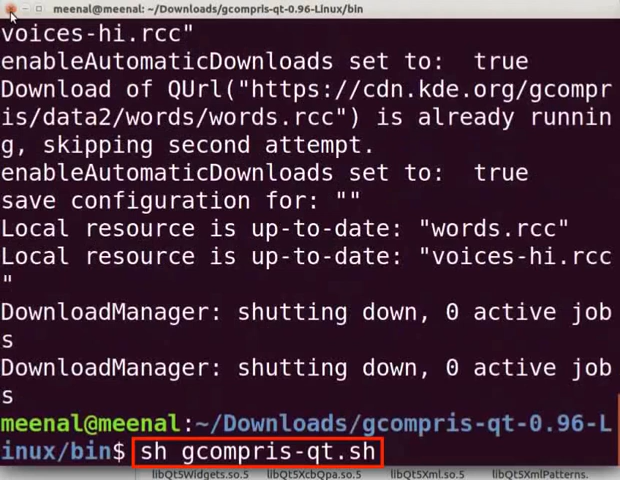 meenal@meenal: ~/Downloads/gcompris-qt-0.96-Linux/bin
voices-hi.rcc"
enableAutomaticDownloads set to:  true
Download of QUrl("https://cdn.kde.org/gcompr
is/data2/words/words.rcc") is already runnin
g, skipping second attempt.
enableAutomaticDownloads set to:  true
save configuration for: ""
Local resource is up-to-date: "words.rcc"
Local resource is up-to-date: "voices-hi.rcc
"
DownloadManager: shutting down, 0 active job
s
DownloadManager: shutting down, 0 active job
s
meenal@meenal:~/Downloads/gcompris-qt-0.96-L
inux/bin$ sh gcompris-qt.sh
libQt5Widgets.so.5 libQt5XcbQpa.so.5 libQt5Xml.so.5 libQt5XmlPatterns.